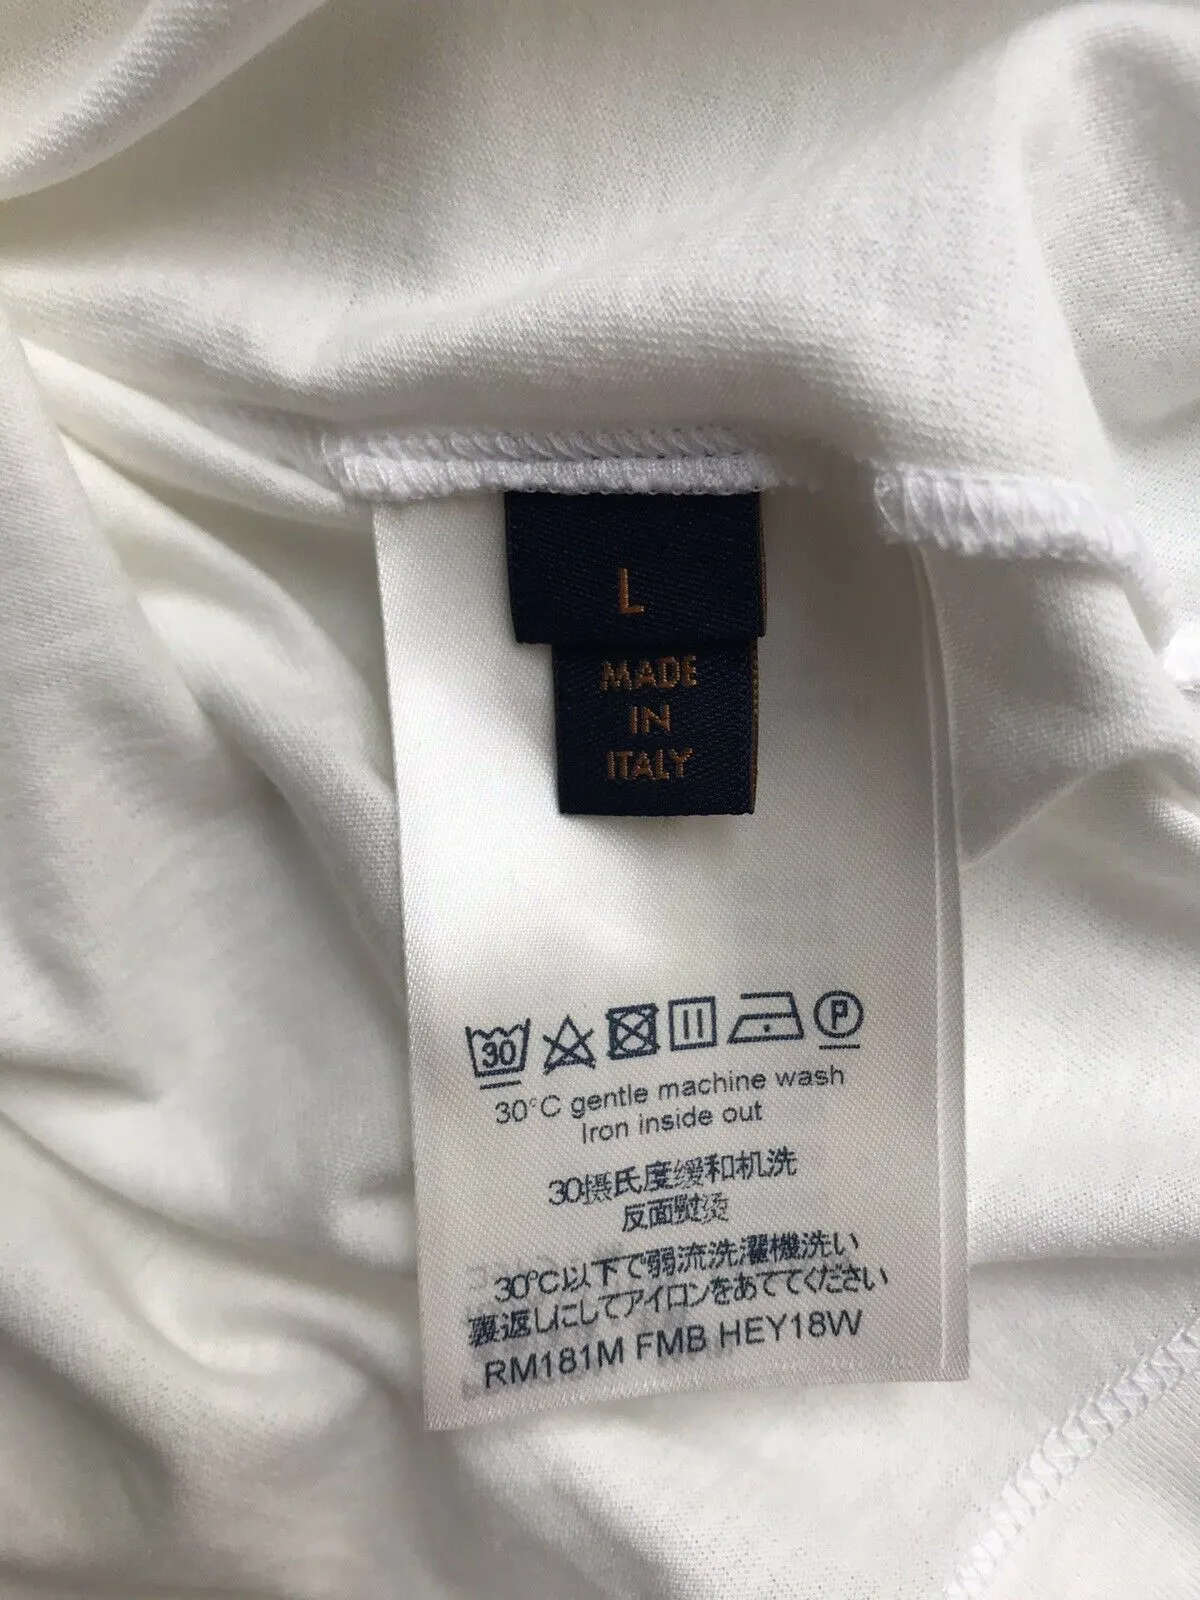 L
MADE
IN
ITALY
30 P
30°C gentle machine wash
Iron inside out
30摄氏度缓和机洗
反面熨烫
30℃以下で弱流洗濯機洗い
裏返しにしてアイロンをあててください
RM181M FMB HEY18W